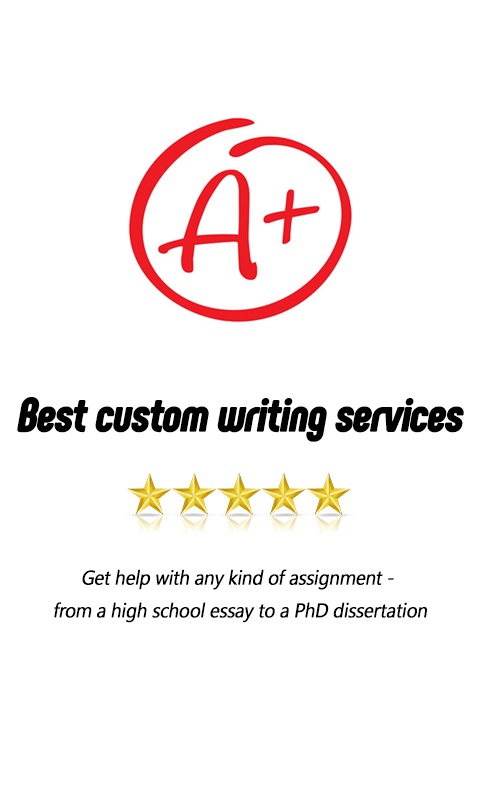 A+
Best custom writing services
Get help with any kind of assignment -
from a high school essay to a PhD dissertation